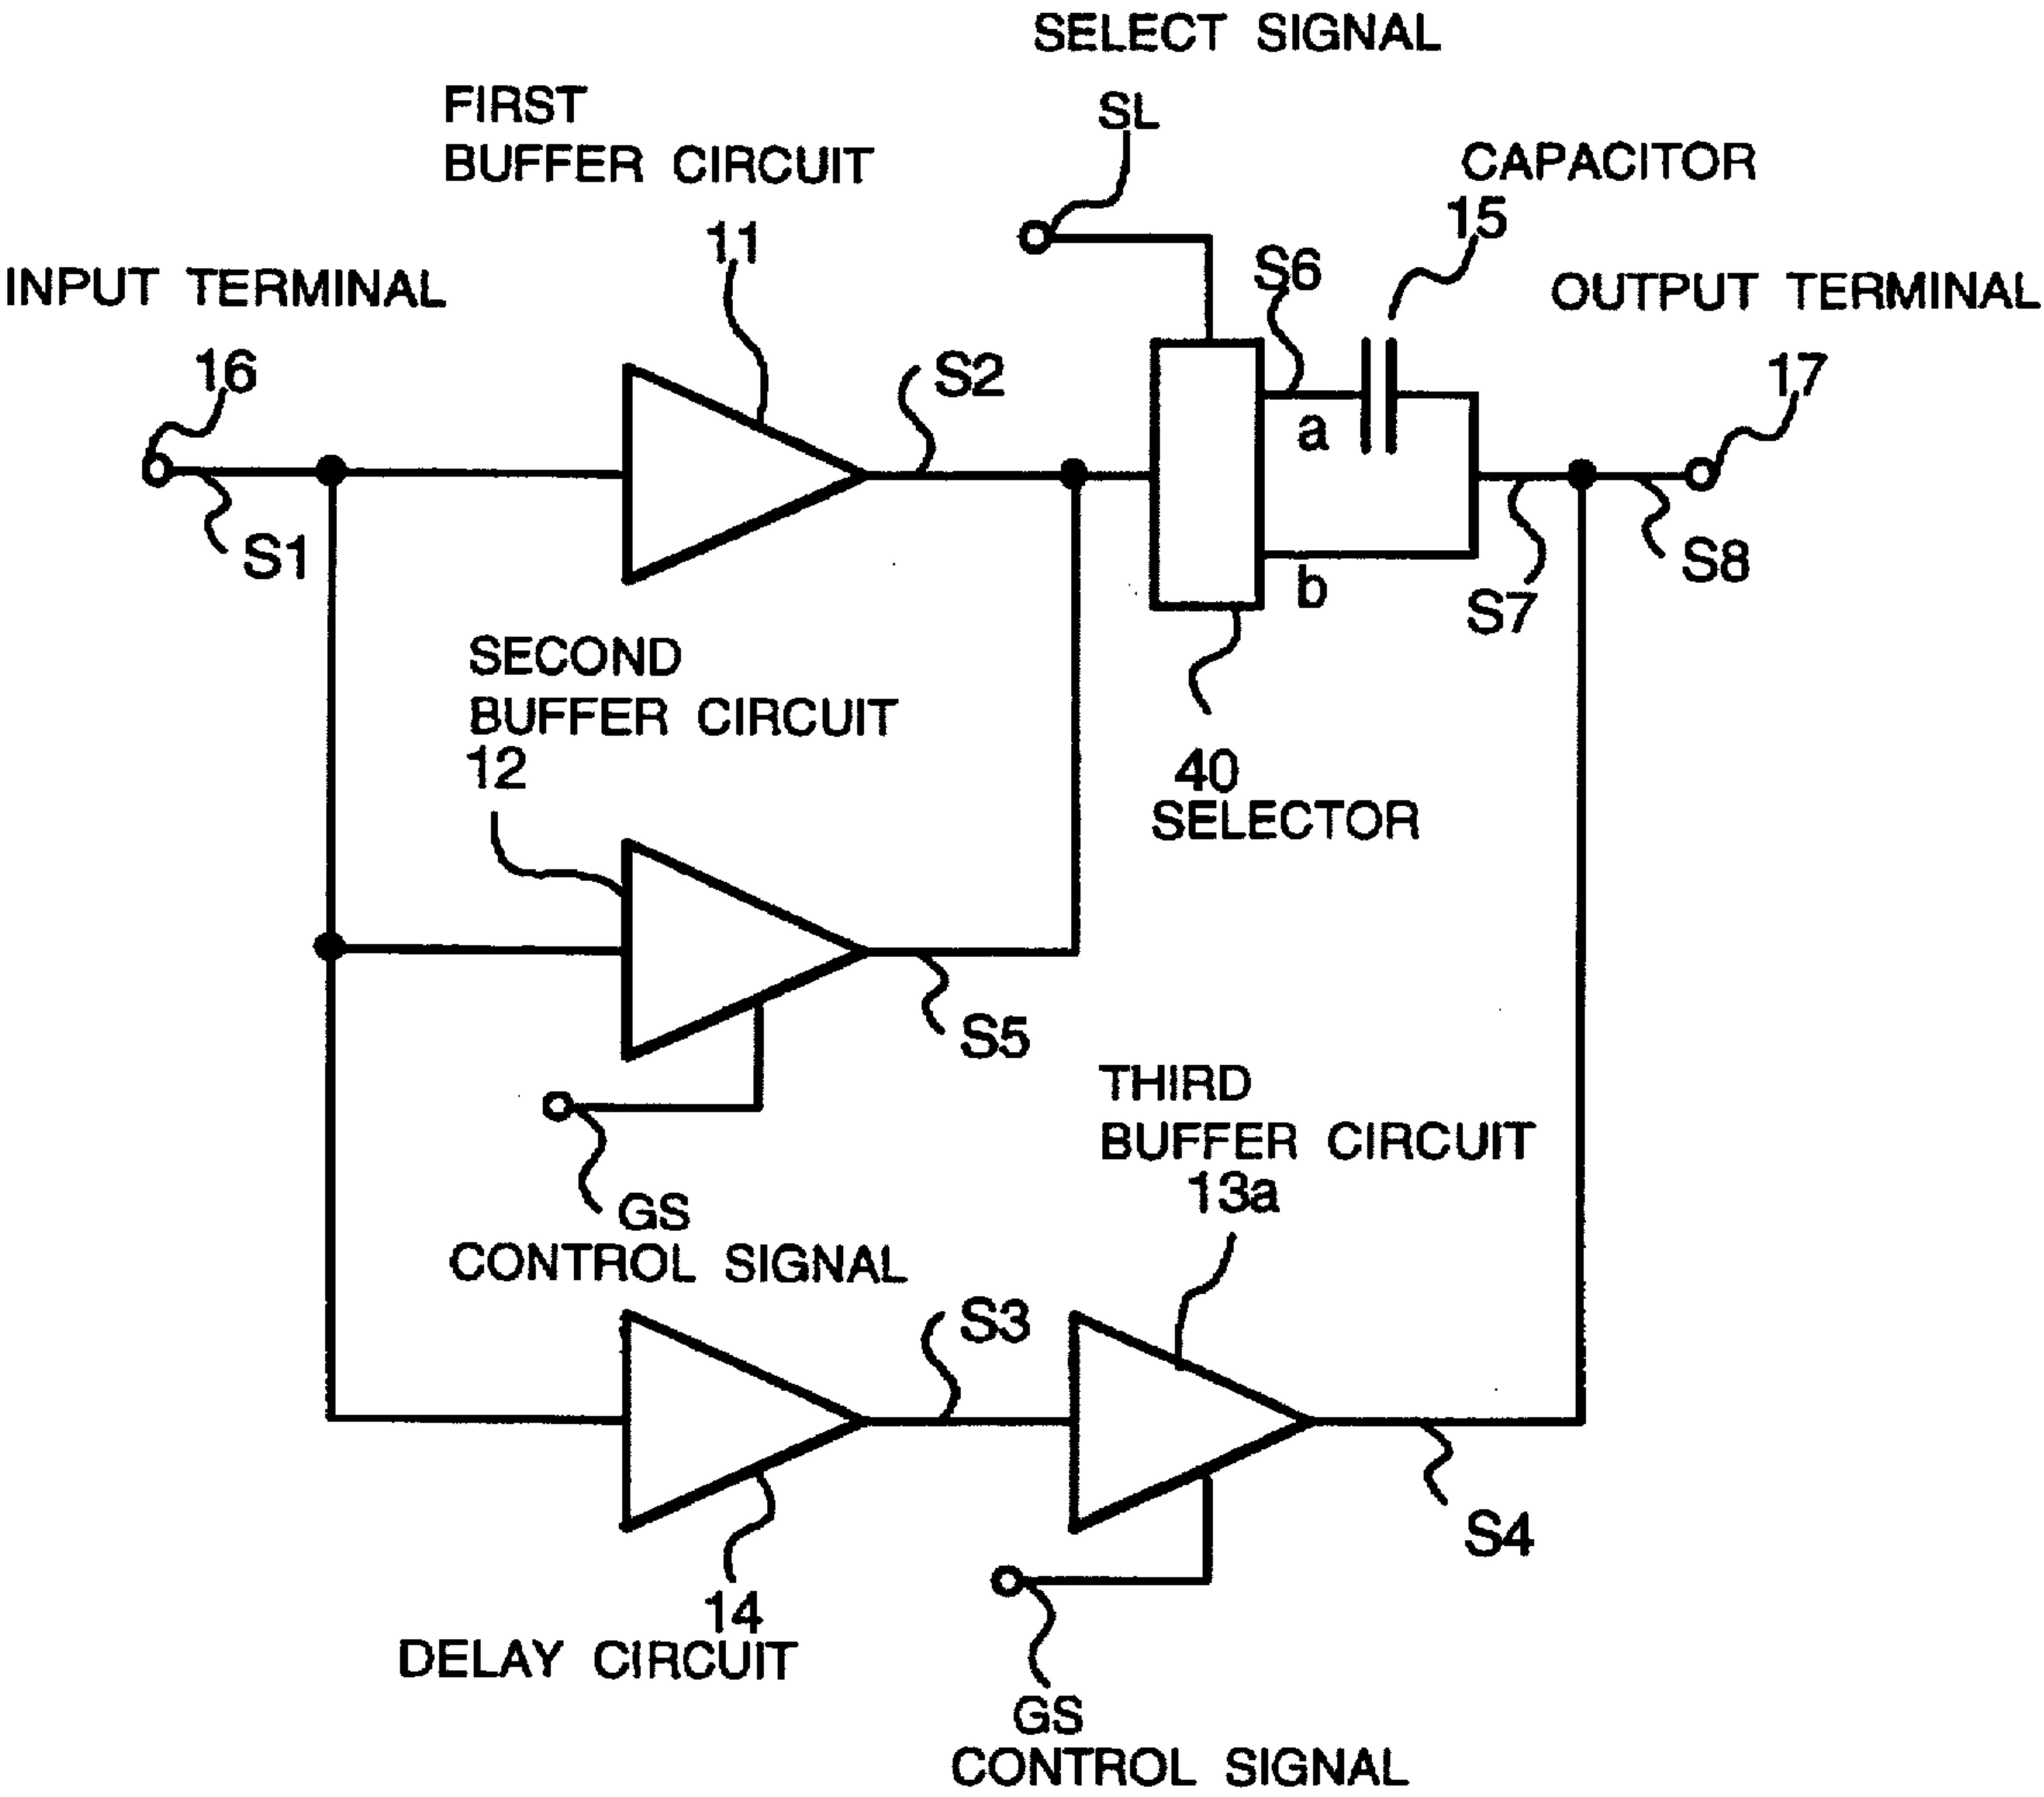 SELECT SIGNAL
SL
FIRST
BUFFER CIRCUIT
11
CAPACITOR
15
INPUT TERMINAL
16
S6
OUTPUT TERMINAL
17
S2
a
S1
b
S7
S8
SECOND
BUFFER CIRCUIT
12
40
SELECTOR
S5
GS
CONTROL SIGNAL
THIRD
BUFFER CIRCUIT
13a
S3
S4
14
DELAY CIRCUIT
GS
CONTROL SIGNAL